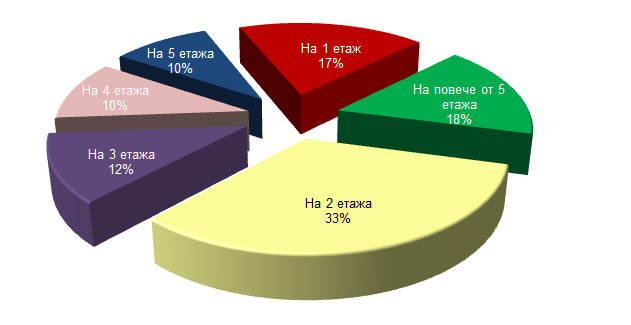 На 1 етаж
17%
На повече от 5
етажа
18%
На 2 етажа
33%
На 3 етажа
12%
На 4 етажа
10%
На 5 етажа
10%